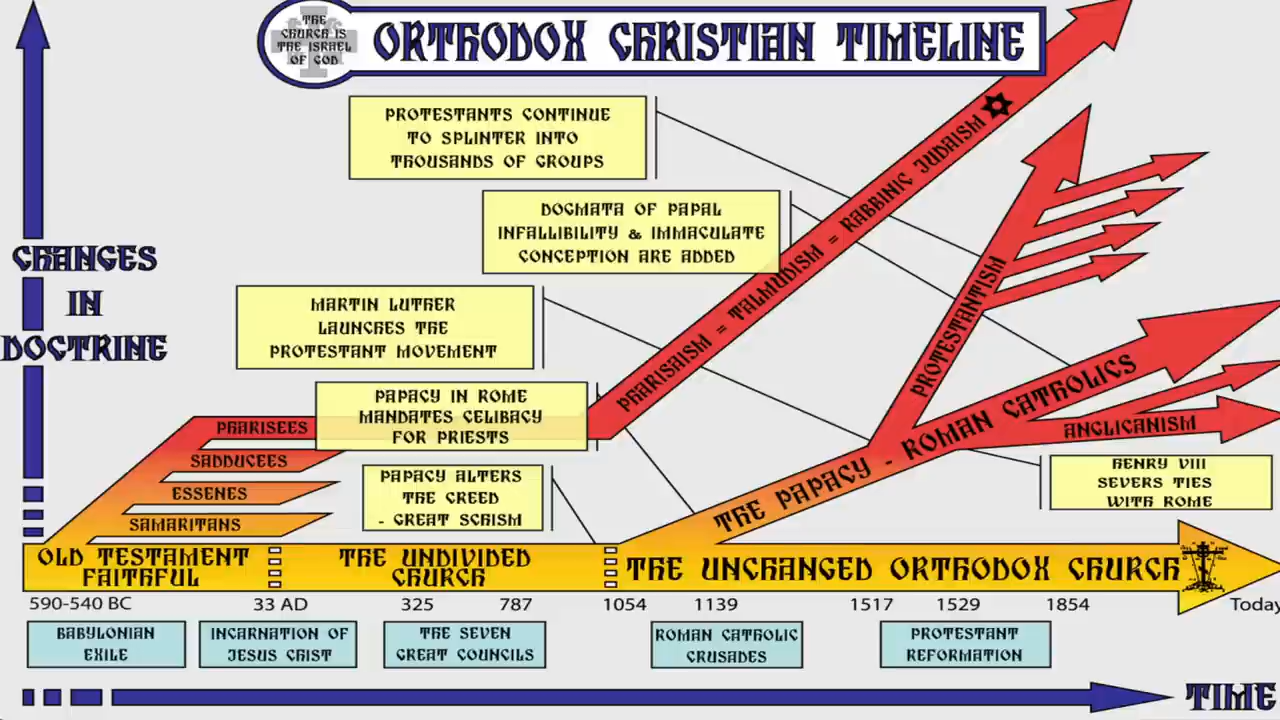 THE
CHURCH IS
THE ISRAEL
OF GOD
ORTHODOX CHRISTIAN TIMELINE
PROTESTANTS CONTINUE
TO SPLINTER INTO
THOUSANDS OF GROUPS
DOGMATA OF PAPAL
INFALLIBILITY & IMMACULATE
CONCEPTION ARE ADDED
MARTIN LUTHER
LAUNCHES THE
PROTESTANT MOVEMENT
PAPACY IN ROME
MANDATES CELIBACY
FOR PRIESTS
PAPACY ALTERS
THE CREED
- GREAT SCHISM
CHANGES
IN
DOCTRINE
PHARISEES
SADDUCEES
ESSENES
SAMARITANS
PHARISAISM = TALMUDISM = RABBINIC JUDAISM
PROTESTANTISM
THE PAPACY - ROMAN CATHOLICS
ANGLICANISM
HENRY VIII
SEVERS TIES
WITH ROME
OLD TESTAMENT
FAITHFUL
THE UNDIVIDED
CHURCH
THE UNCHANGED ORTHODOX CHURCH
590-540 BC
33 AD
325
787
1054
1139
1517
1529
1854
Today
BABYLONIAN
EXILE
INCARNATION OF
JESUS CHIST
THE SEVEN
GREAT COUNCILS
ROMAN CATHOLIC
CRUSADES
PROTESTANT
REFORMATION
TIME